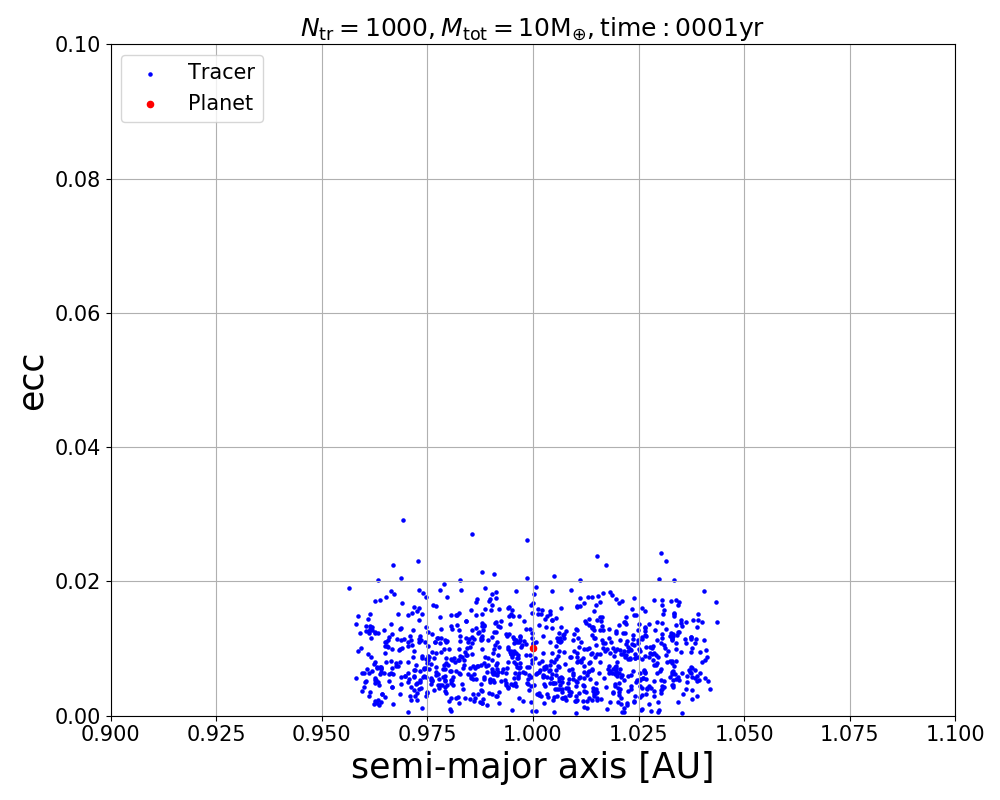 N_tr = 1000, M_tot = 10M_⊕, time : 0001yr
Tracer
Planet
0.10
0.08
0.06
0.04
0.02
0.00
ecc
0.900 0.925 0.950 0.975 1.000 1.025 1.050 1.075 1.100
semi-major axis [AU]